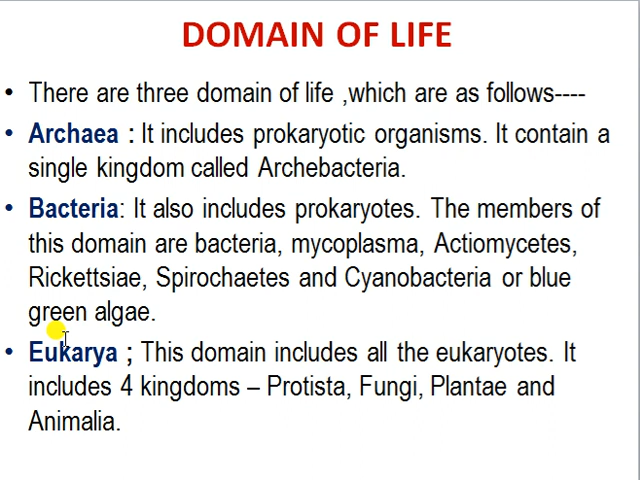 DOMAIN OF LIFE
• There are three domain of life ,which are as follows----
• Archaea : It includes prokaryotic organisms. It contain a
single kingdom called Archebacteria.
• Bacteria: It also includes prokaryotes. The members of
this domain are bacteria, mycoplasma, Actiomycetes,
Rickettsiae, Spirochaetes and Cyanobacteria or blue
green algae.
• Eukarya ; This domain includes all the eukaryotes. It
includes 4 kingdoms – Protista, Fungi, Plantae and
Animalia.